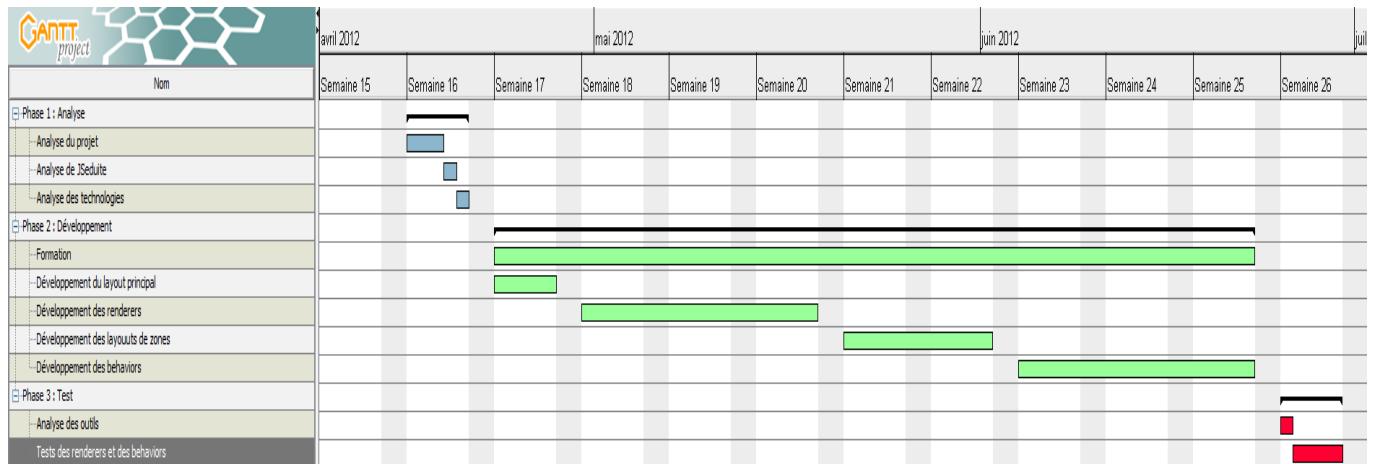 GANTT
project
avril 2012 mai 2012 juin 2012 juil
Nom Semaine 15 Semaine 16 Semaine 17 Semaine 18 Semaine 19 Semaine 20 Semaine 21 Semaine 22 Semaine 23 Semaine 24 Semaine 25 Semaine 26
Phase 1 : Analyse
Analyse du projet
Analyse de JSeduite
Analyse des technologies
Phase 2 : Développement
Formation
Développement du layout principal
Développement des renderers
Développement des layouuts de zones
Développement des behaviors
Phase 3 : Test
Analyse des outils
Tests des renderers et des behaviors